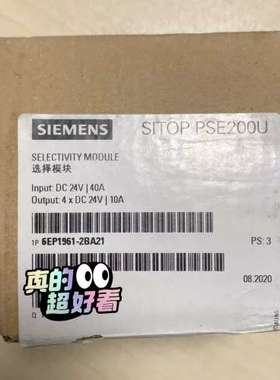 SIEMENS
SITOP PSE200U
SELECTIVITY MODULE
选择模块
Input: DC 24V | 40A
Output: 4 x DC 24V | 10A
1P 6EP1961-2BA21
PS: 3
08.2020
真的
超好看
Q